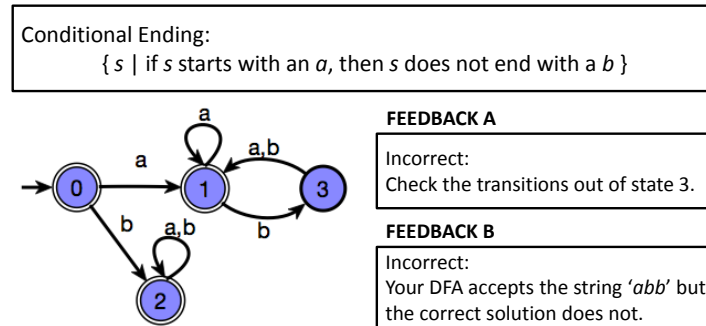 Conditional Ending:
{ s | if s starts with an a, then s does not end with a b }
a
a
a,b
0
1
3
b
b
a,b
2
FEEDBACK A
Incorrect:
Check the transitions out of state 3.
FEEDBACK B
Incorrect:
Your DFA accepts the string ‘abb’ but
the correct solution does not.